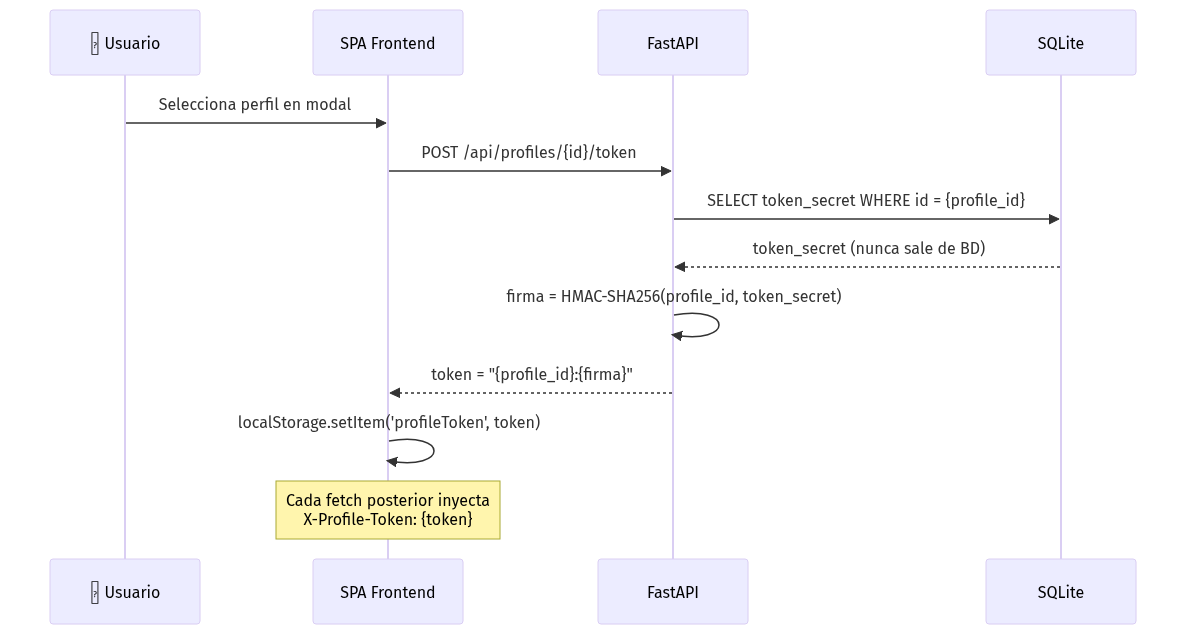 Usuario
SPA Frontend
FastAPI
SQLite
Selecciona perfil en modal
POST /api/profiles/{id}/token
SELECT token_secret WHERE id = {profile_id}
token_secret (nunca sale de BD)
firma = HMAC-SHA256(profile_id, token_secret)
token = "{profile_id}:{firma}"
localStorage.setItem('profileToken', token)
Cada fetch posterior inyecta
X-Profile-Token: {token}
Usuario
SPA Frontend
FastAPI
SQLite